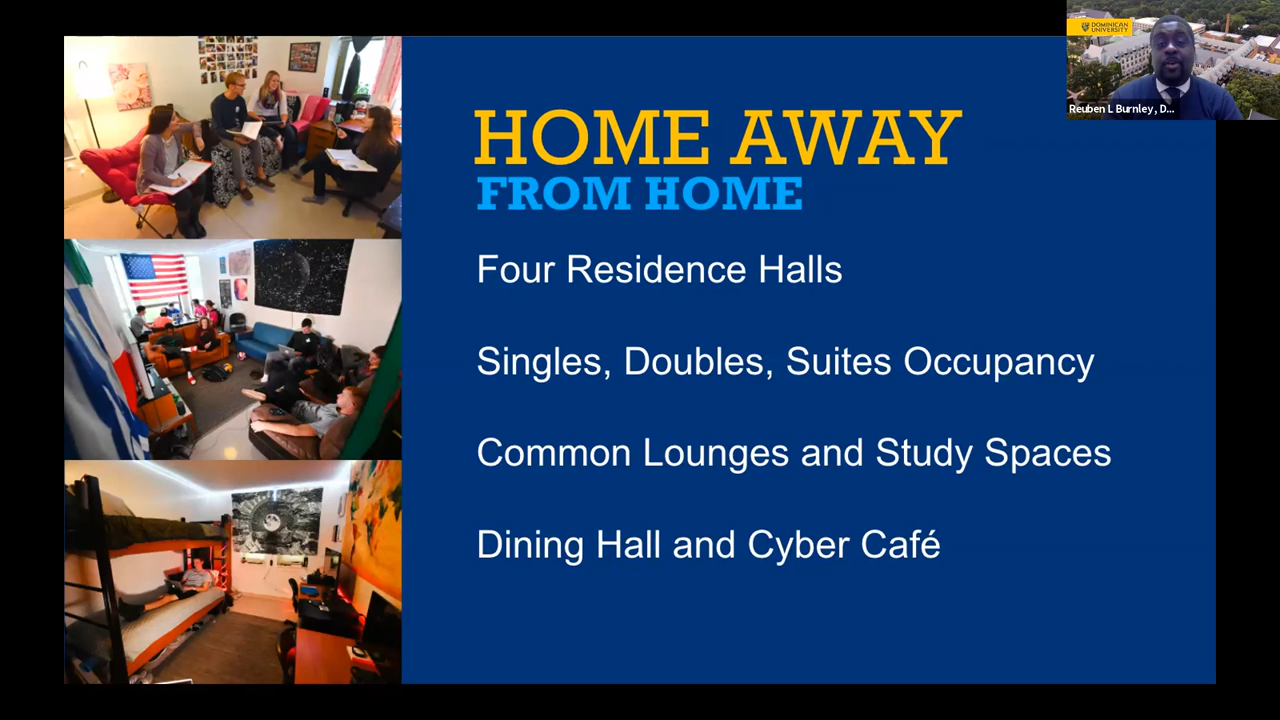 HOME AWAY
FROM HOME
Four Residence Halls
Singles, Doubles, Suites Occupancy
Common Lounges and Study Spaces
Dining Hall and Cyber Café
DOMINICAN
UNIVERSITY
Reuben L Burnley, D...